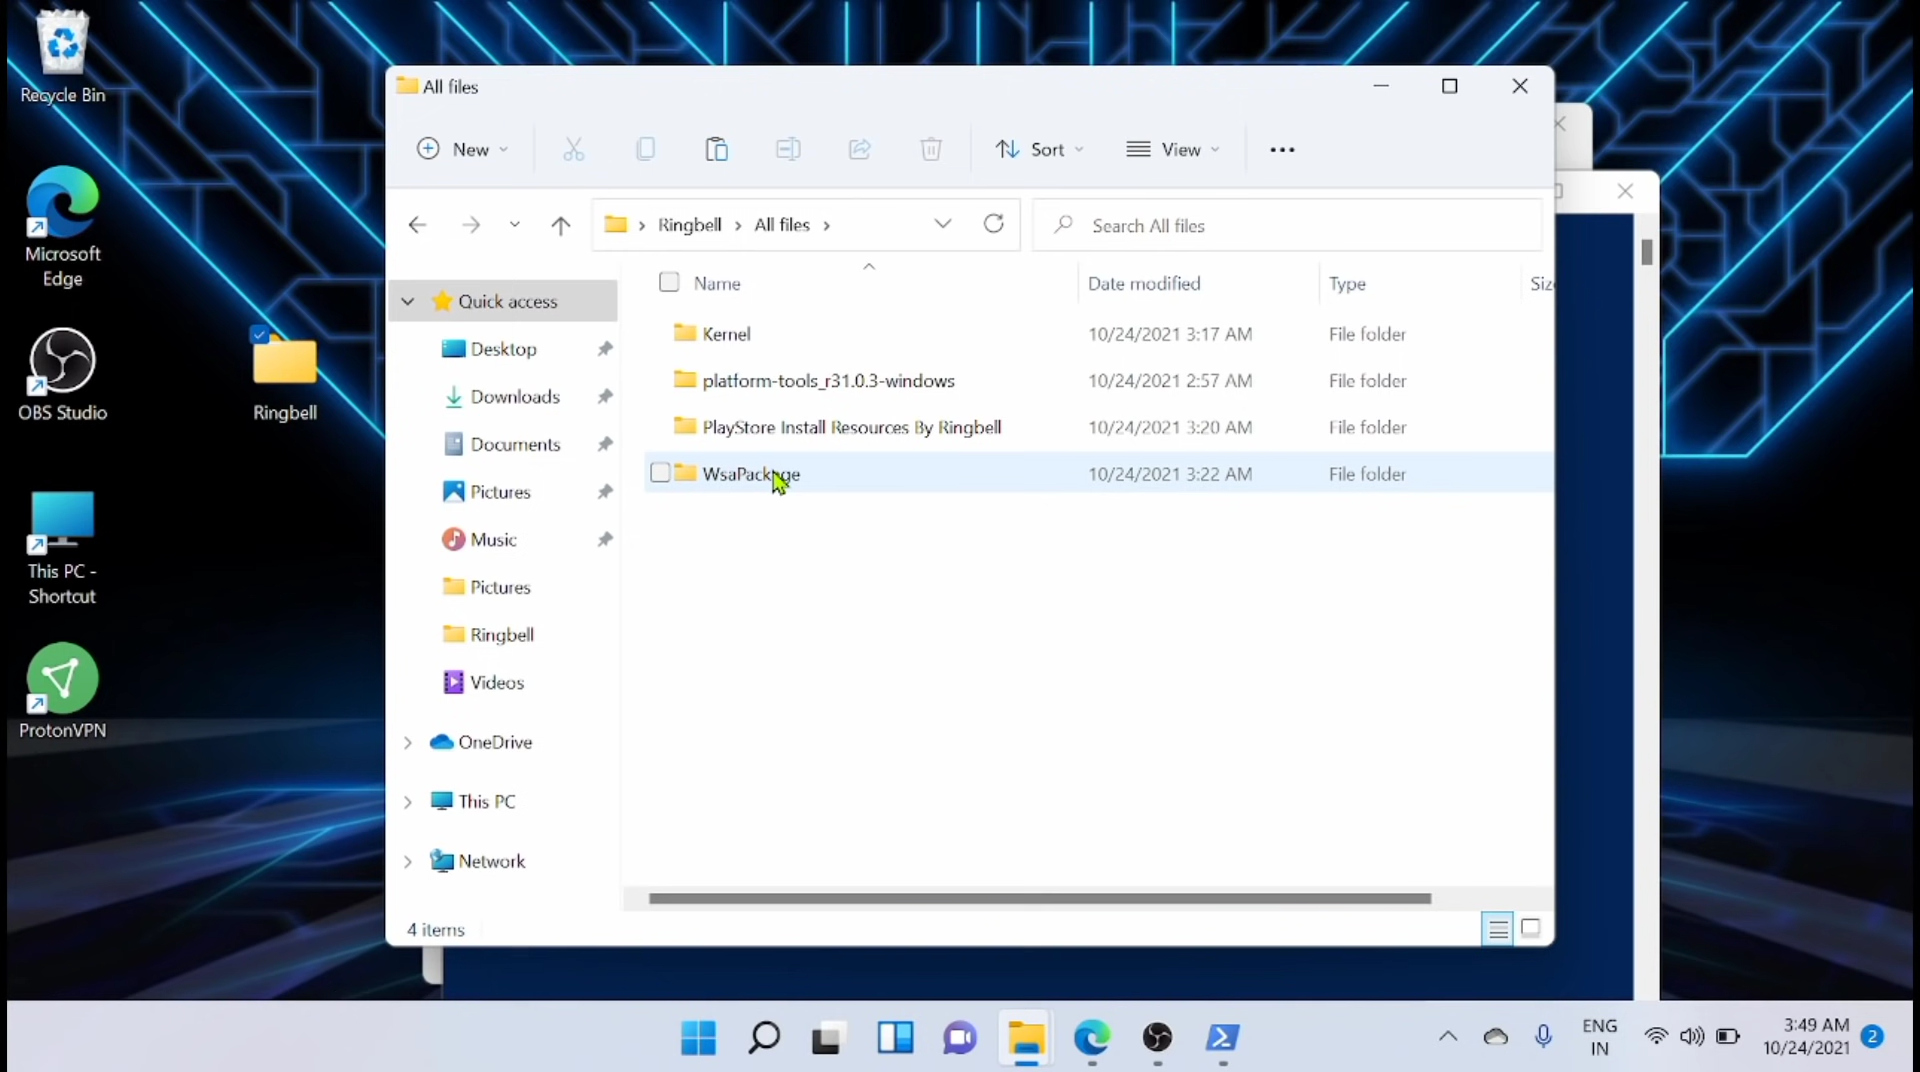 Recycle Bin
Microsoft
Edge
OBS Studio
Ringbell
This PC -
Shortcut
ProtonVPN
All files
New
Sort
View
Ringbell
All files
Search All files
Name
Date modified
Type
Quick access
Desktop
Downloads
Documents
Pictures
Music
Pictures
Ringbell
Videos
OneDrive
This PC
Network
Kernel 10/24/2021 3:17 AM File folder
platform-tools_r31.0.3-windows 10/24/2021 2:57 AM File folder
PlayStore Install Resources By Ringbell 10/24/2021 3:20 AM File folder
WsaPackage 10/24/2021 3:22 AM File folder
4 items
ENG
IN
3:49 AM
10/24/2021
2